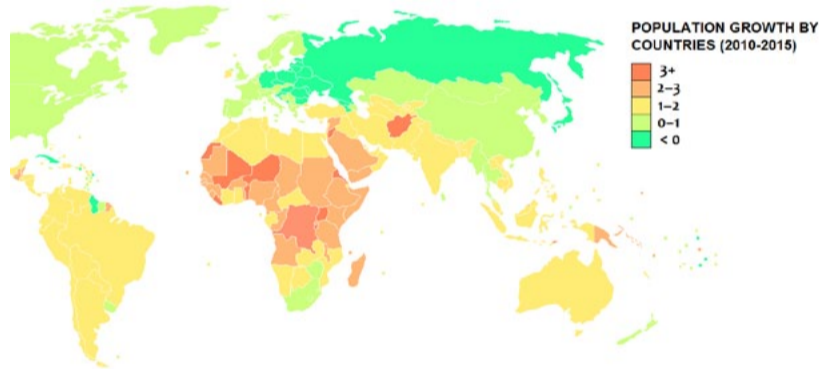 POPULATION GROWTH BY
COUNTRIES (2010-2015)
3+
2–3
1–2
0–1
< 0